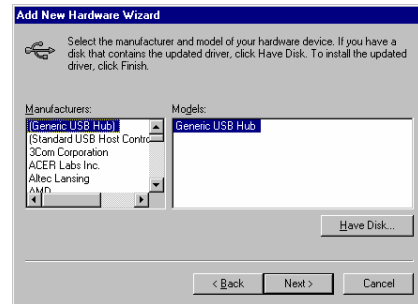 Add New Hardware Wizard
Select the manufacturer and model of your hardware device. If you have a
disk that contains the updated driver, click Have Disk. To install the updated
driver, click Finish.
Manufacturers:
(Generic USB Hub)
(Standard USB Host Contro
3Com Corporation
ACER Labs Inc.
Altec Lansing
AMD
Models:
Generic USB Hub
Have Disk...
< Back
Next >
Cancel